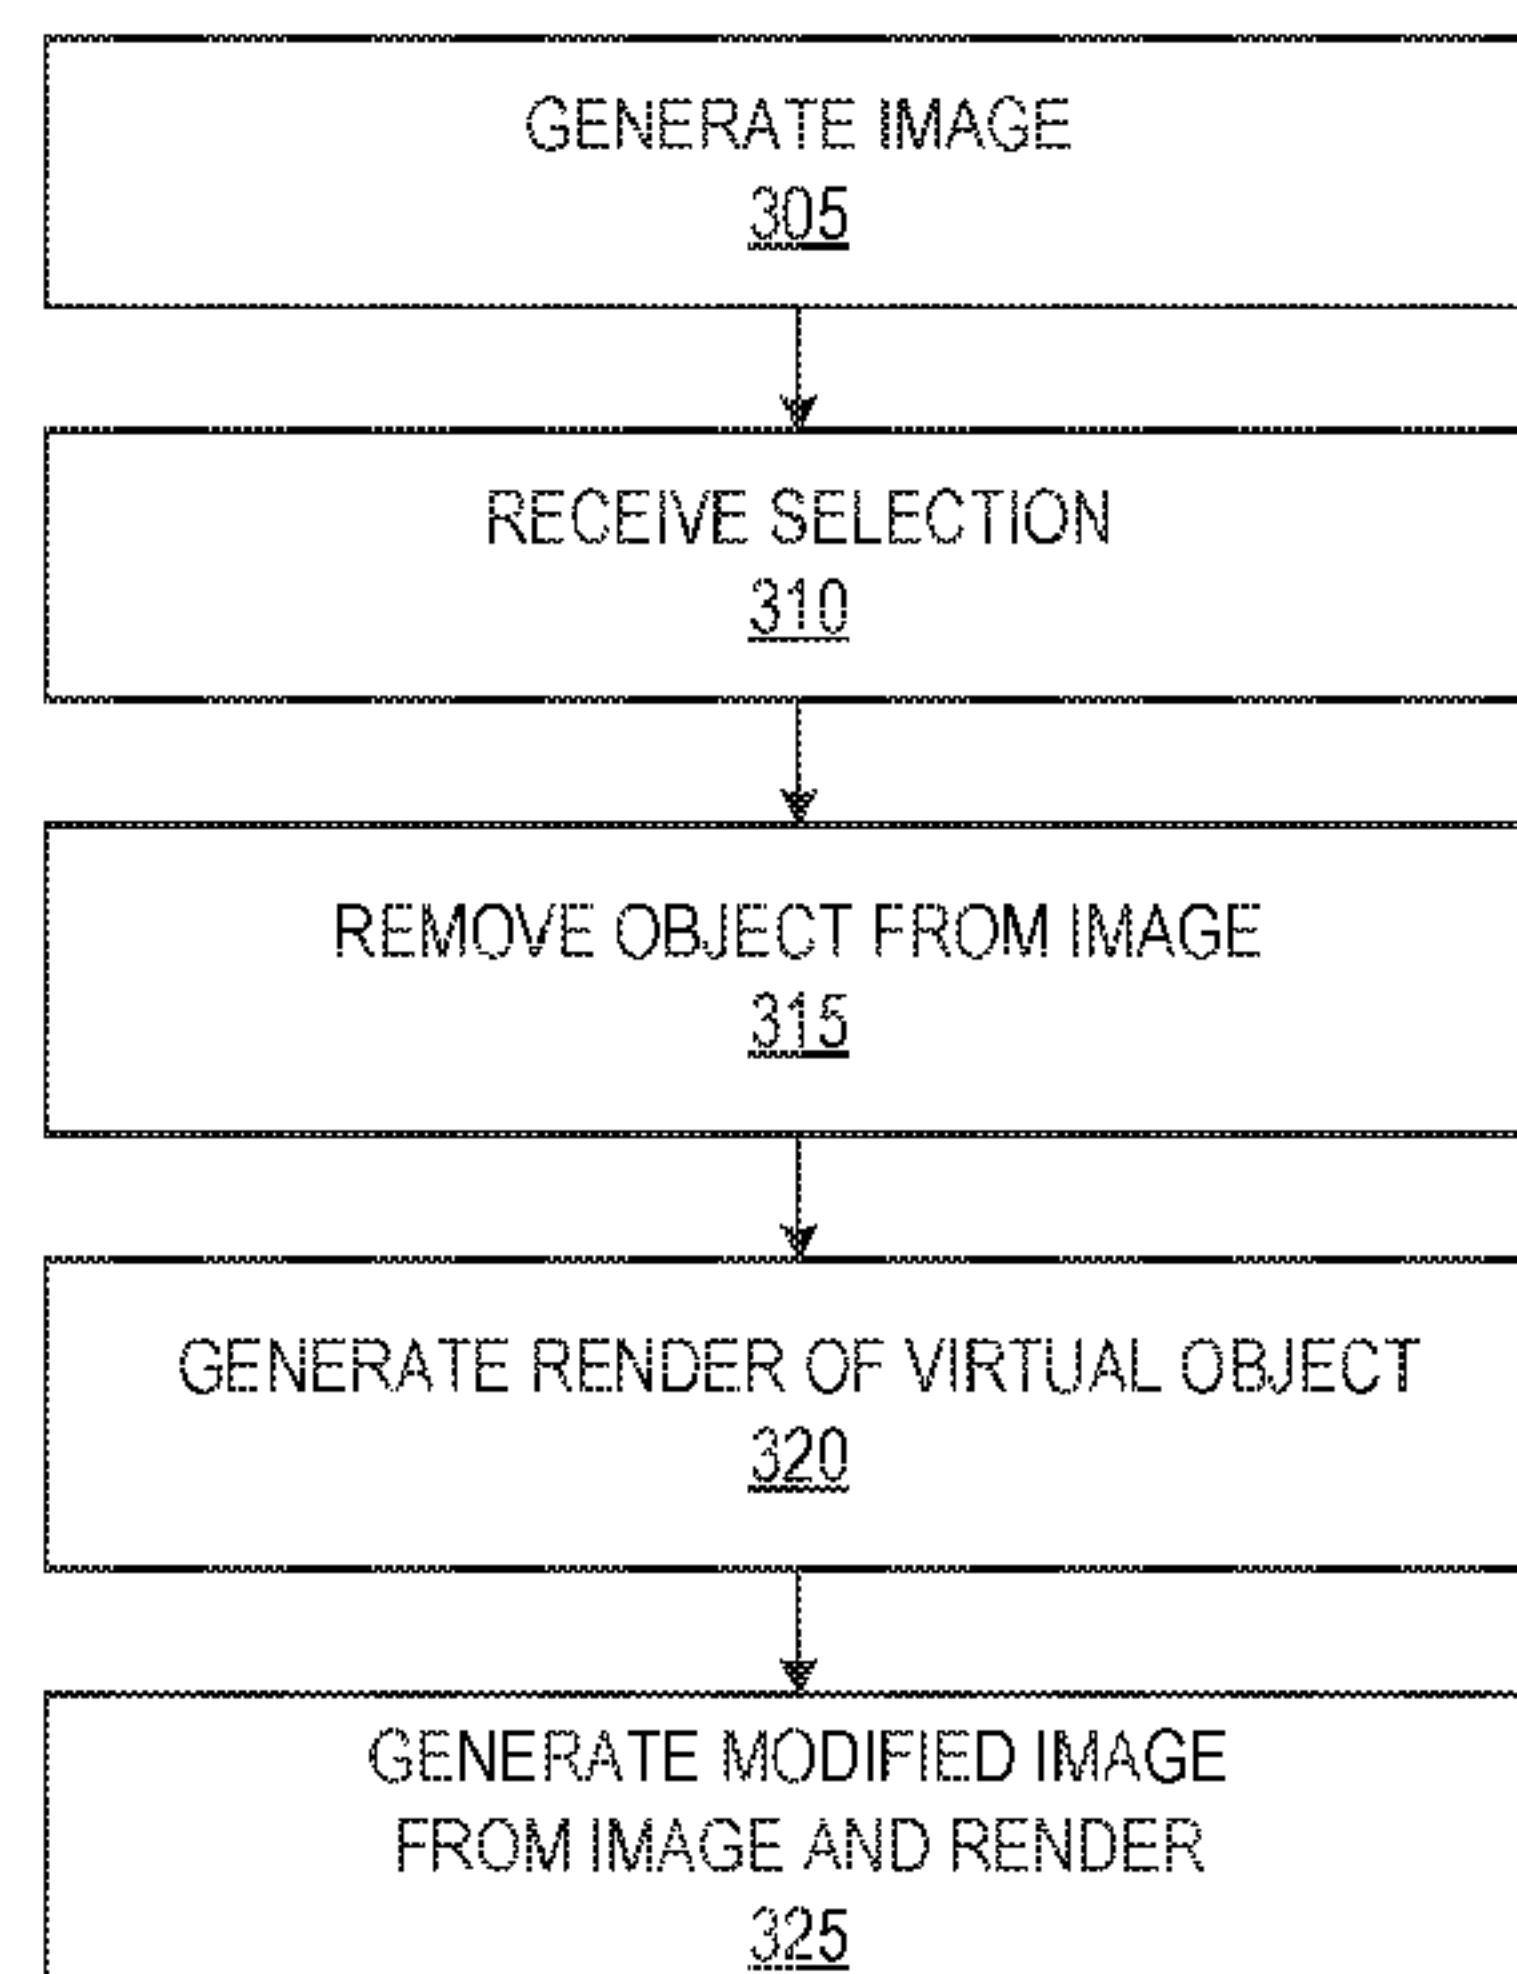 GENERATE IMAGE
305
RECEIVE SELECTION
310
REMOVE OBJECT FROM IMAGE
315
GENERATE RENDER OF VIRTUAL OBJECT
320
GENERATE MODIFIED IMAGE
FROM IMAGE AND RENDER
325